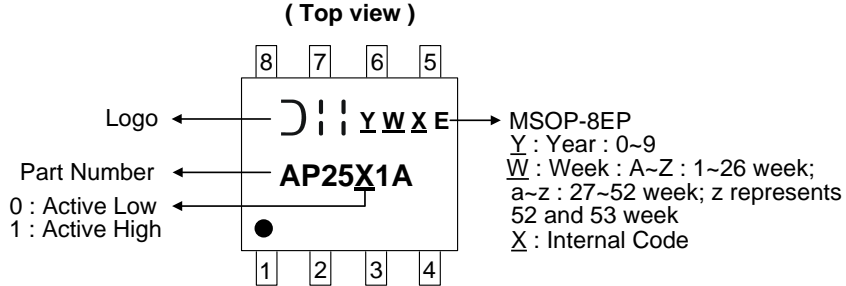 ( Top view )
8 7 6 5
Logo
Y W X E
MSOP-8EP
Y : Year : 0~9
W : Week : A~Z : 1~26 week;
a~z : 27~52 week; z represents
52 and 53 week
X : Internal Code
Part Number
AP25X1A
0 : Active Low
1 : Active High
1 2 3 4